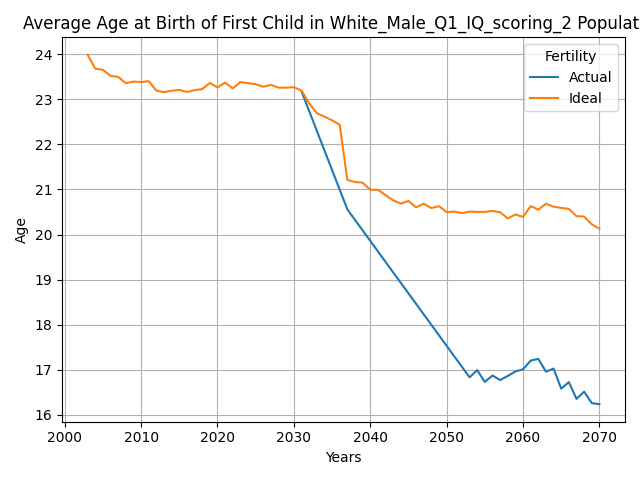 Average Age at Birth of First Child in White_Male_Q1_IQ_scoring_2 Populat
Fertility
Actual
Ideal
24
23
22
21
20
19
18
17
16
Age
2000 2010 2020 2030 2040 2050 2060 2070
Years